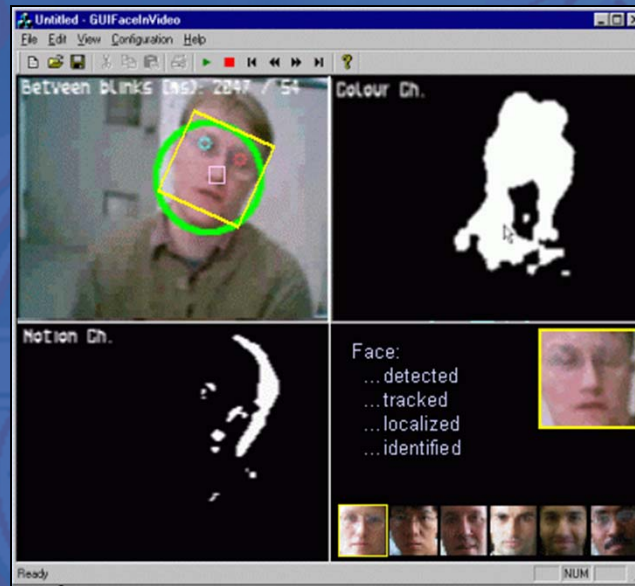 Untitled - GUIFaceInVideo
File Edit View Configuration Help
Between blinks [ms]: 2047 / 54
Colour Ch.
Motion Ch.
Face:
...detected
...tracked
...localized
...identified
Ready
NUM